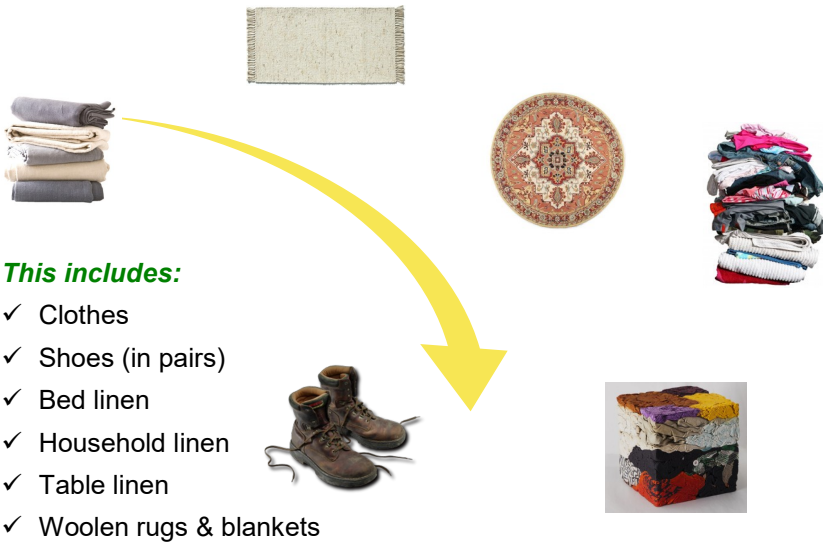 This includes:
✓ Clothes
✓ Shoes (in pairs)
✓ Bed linen
✓ Household linen
✓ Table linen
✓ Woolen rugs & blankets